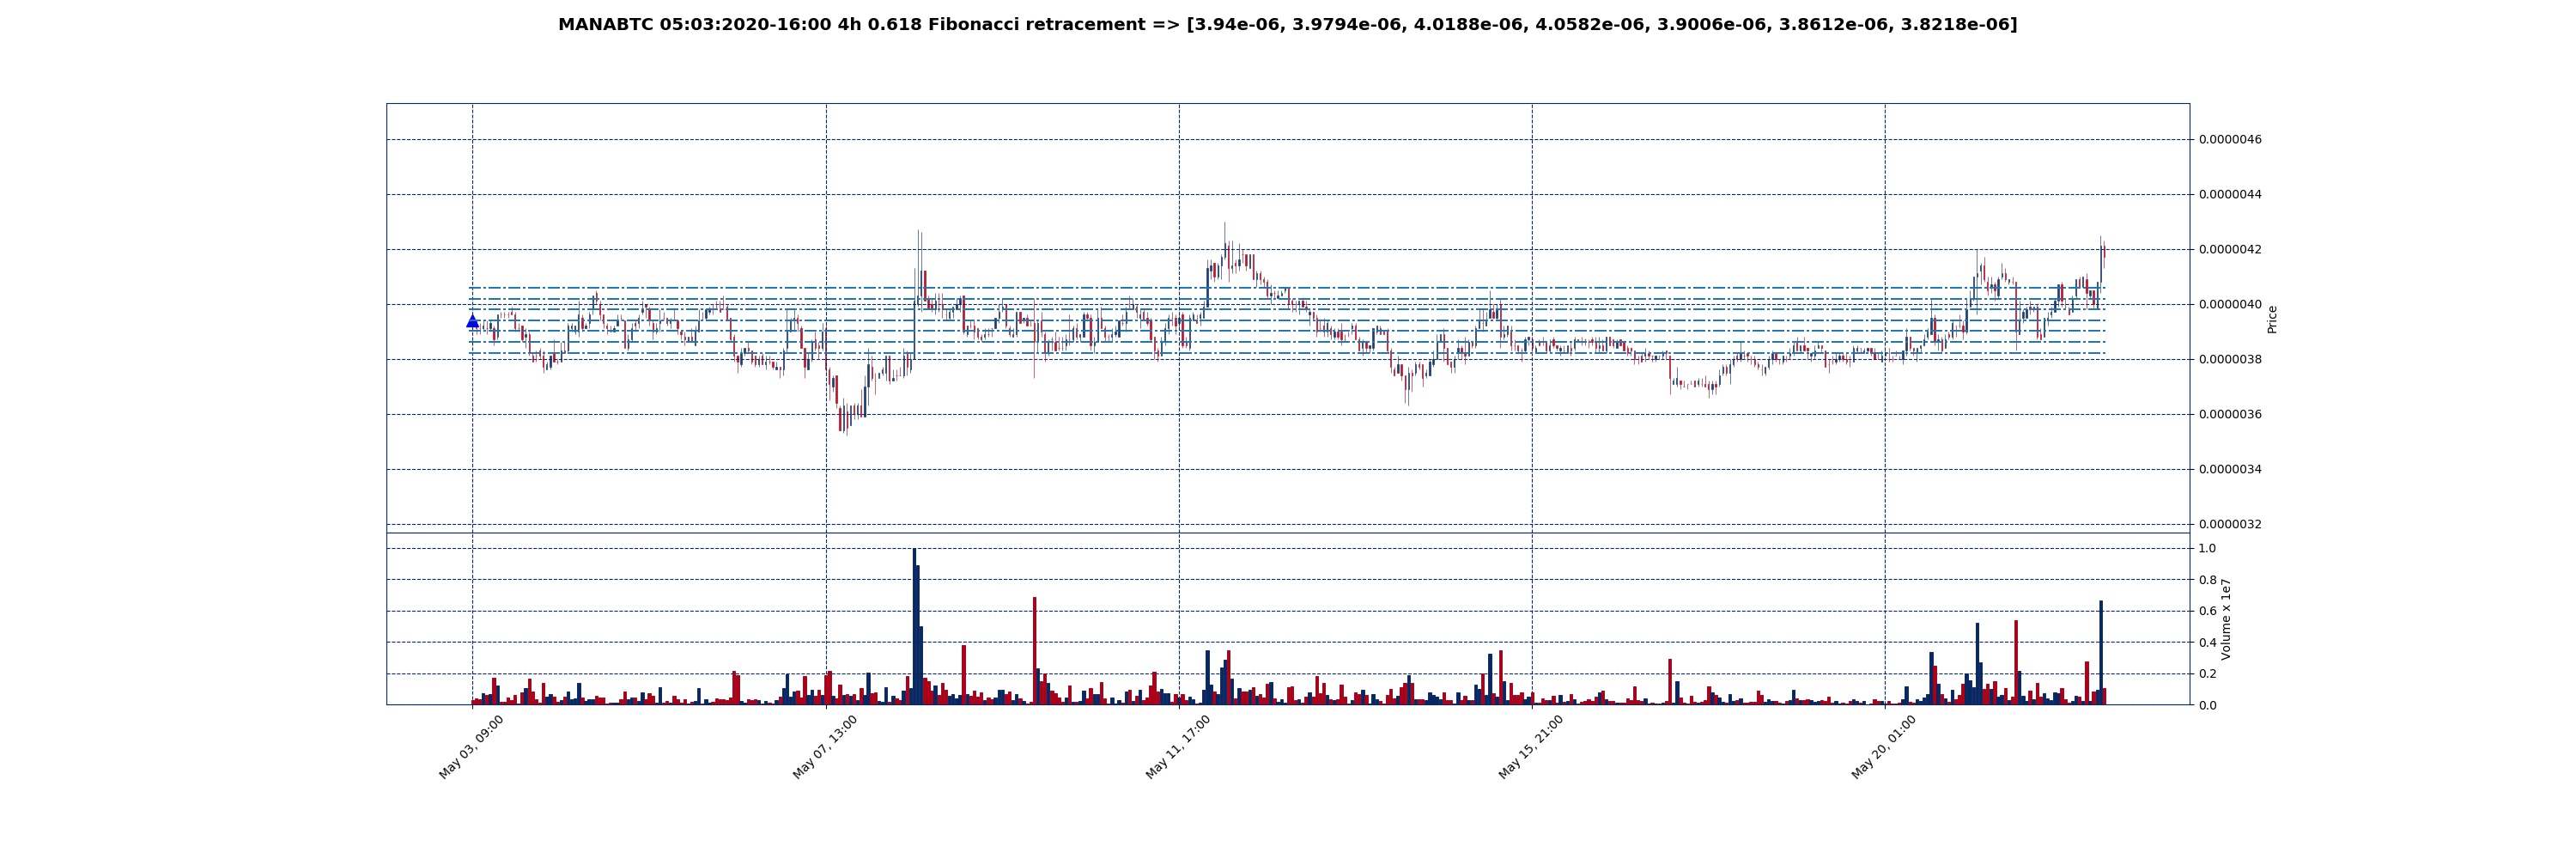 MANABTC 05:03:2020-16:00 4h 0.618 Fibonacci retracement => [3.94e-06, 3.9794e-06, 4.0188e-06, 4.0582e-06, 3.9006e-06, 3.8612e-06, 3.8218e-06]
0.0000046
0.0000044
0.0000042
0.0000040
0.0000038
0.0000036
0.0000034
0.0000032
Price
1.0
0.8
0.6
0.4
0.2
0.0
Volume x 1e7
May 03, 09:00
May 07, 13:00
May 11, 17:00
May 15, 21:00
May 20, 01:00